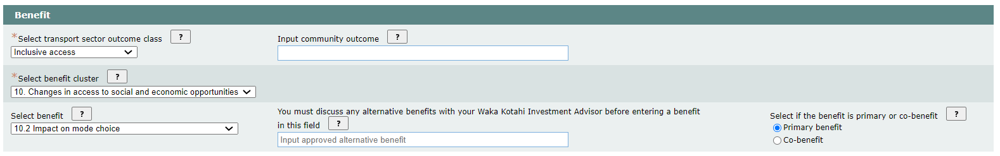 Benefit
*Select transport sector outcome class ?
Input community outcome ?
Inclusive access
*Select benefit cluster ?
10. Changes in access to social and economic opportunities
Select benefit ?
10.2 Impact on mode choice
You must discuss any alternative benefits with your Waka Kotahi Investment Advisor before entering a benefit
in this field ?
Input approved alternative benefit
Select if the benefit is primary or co-benefit ?
Primary benefit
Co-benefit